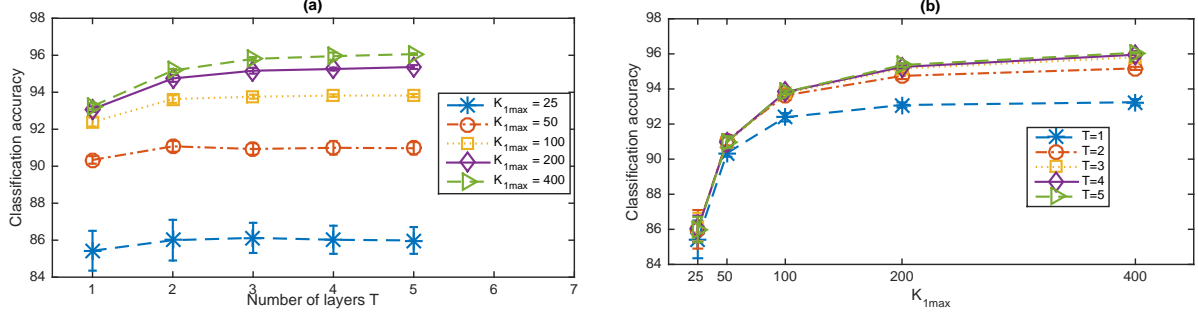 (a)
Classification accuracy
98
96
94
92
90
88
86
84
1 2 3 4 5 6 7
Number of layers T
K1max = 25
K1max = 50
K1max = 100
K1max = 200
K1max = 400
(b)
Classification accuracy
98
96
94
92
90
88
86
84
25 50 100 200 400
K1max
T=1
T=2
T=3
T=4
T=5